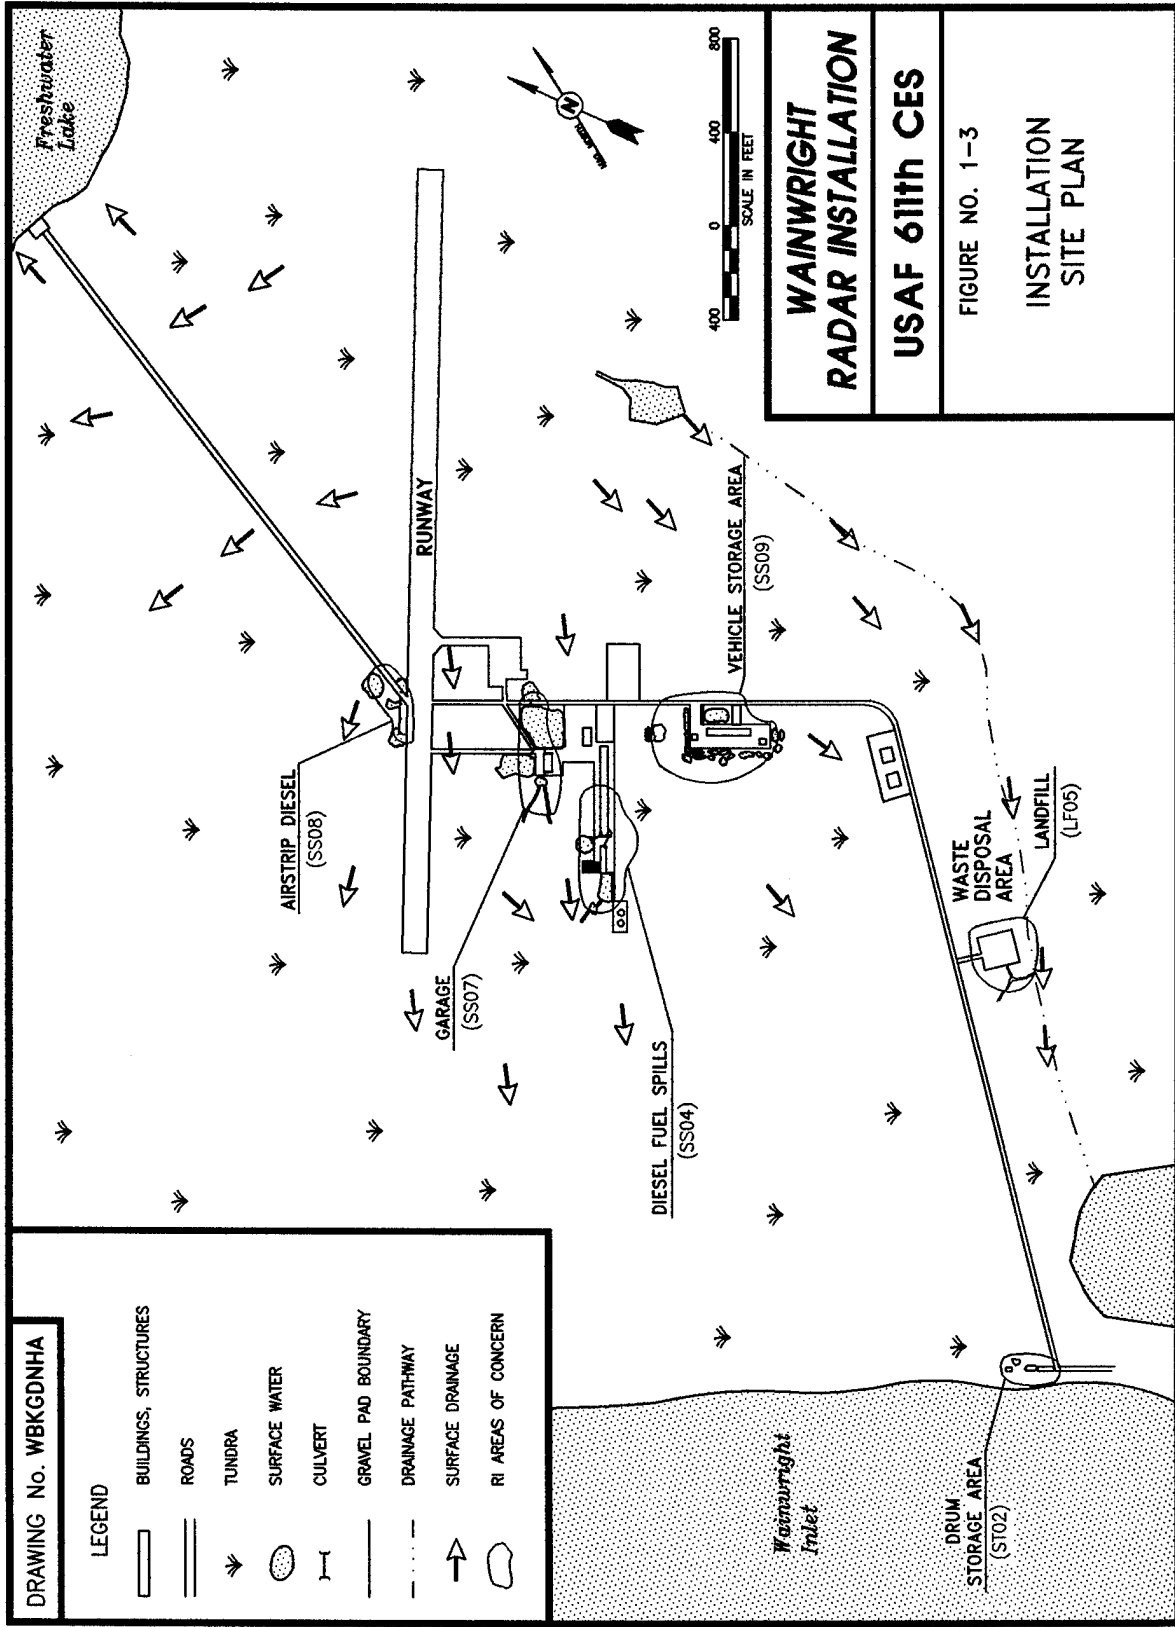 DRAWING No. WBKGDNHA
LEGEND
BUILDINGS, STRUCTURES
ROADS
TUNDRA
SURFACE WATER
CULVERT
GRAVEL PAD BOUNDARY
DRAINAGE PATHWAY
SURFACE DRAINAGE
RI AREAS OF CONCERN
Freshwater
Lake
AIRSTRIP DIESEL
(SS08)
RUNWAY
GARAGE
(SS07)
DIESEL FUEL SPILLS
(SS04)
VEHICLE STORAGE AREA
(SS09)
WASTE
DISPOSAL
AREA
LANDFILL
(LF05)
Wainwright
Inlet
DRUM
STORAGE AREA
(ST02)
N
400 0 400 800
SCALE IN FEET
WAINWRIGHT
RADAR INSTALLATION
USAF 611th CES
FIGURE NO. 1-3
INSTALLATION
SITE PLAN